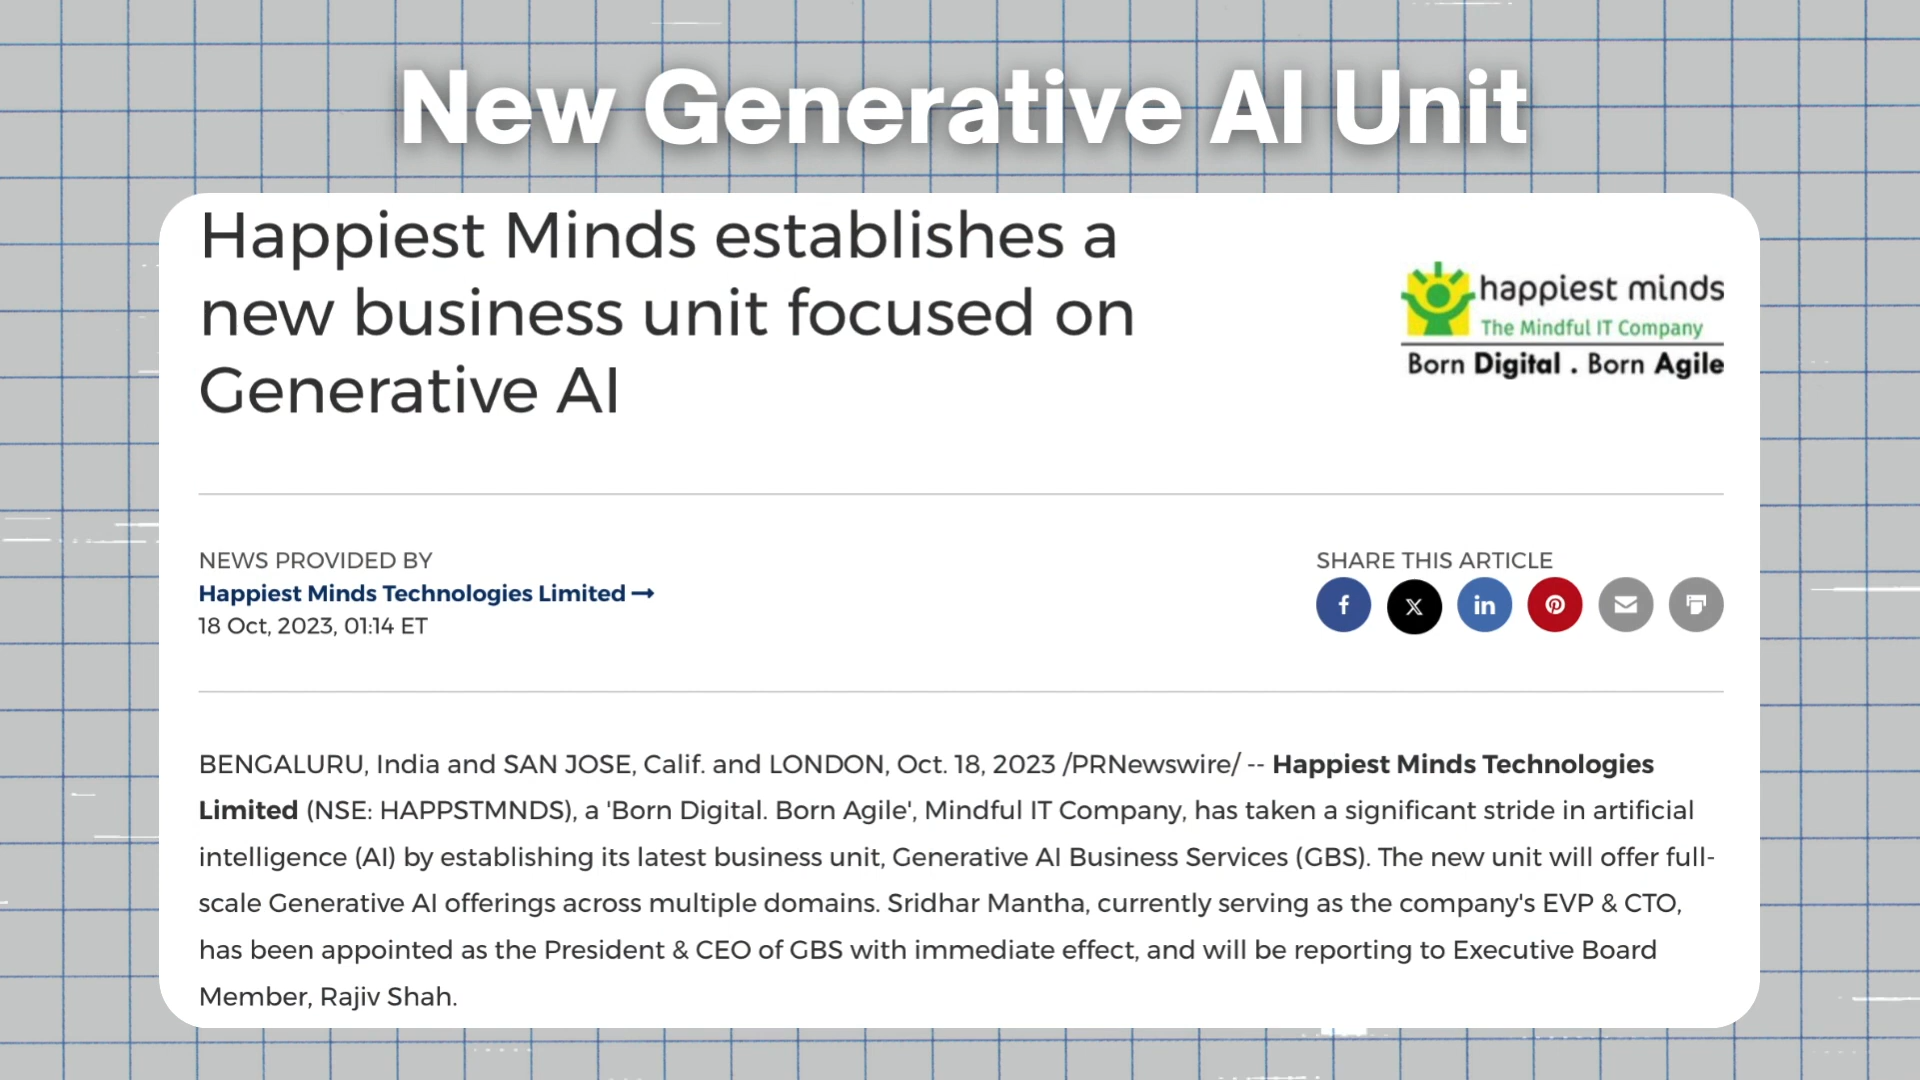 New Generative AI Unit
Happiest Minds establishes a
new business unit focused on
Generative AI
happiest minds
The Mindful IT Company
Born Digital . Born Agile
NEWS PROVIDED BY
Happiest Minds Technologies Limited →
18 Oct, 2023, 01:14 ET
SHARE THIS ARTICLE
BENGALURU, India and SAN JOSE, Calif. and LONDON, Oct. 18, 2023 /PRNewswire/ -- Happiest Minds Technologies
Limited (NSE: HAPPSTMNDS), a 'Born Digital. Born Agile', Mindful IT Company, has taken a significant stride in artificial
intelligence (AI) by establishing its latest business unit, Generative AI Business Services (GBS). The new unit will offer full-
scale Generative AI offerings across multiple domains. Sridhar Mantha, currently serving as the company's EVP & CTO,
has been appointed as the President & CEO of GBS with immediate effect, and will be reporting to Executive Board
Member, Rajiv Shah.